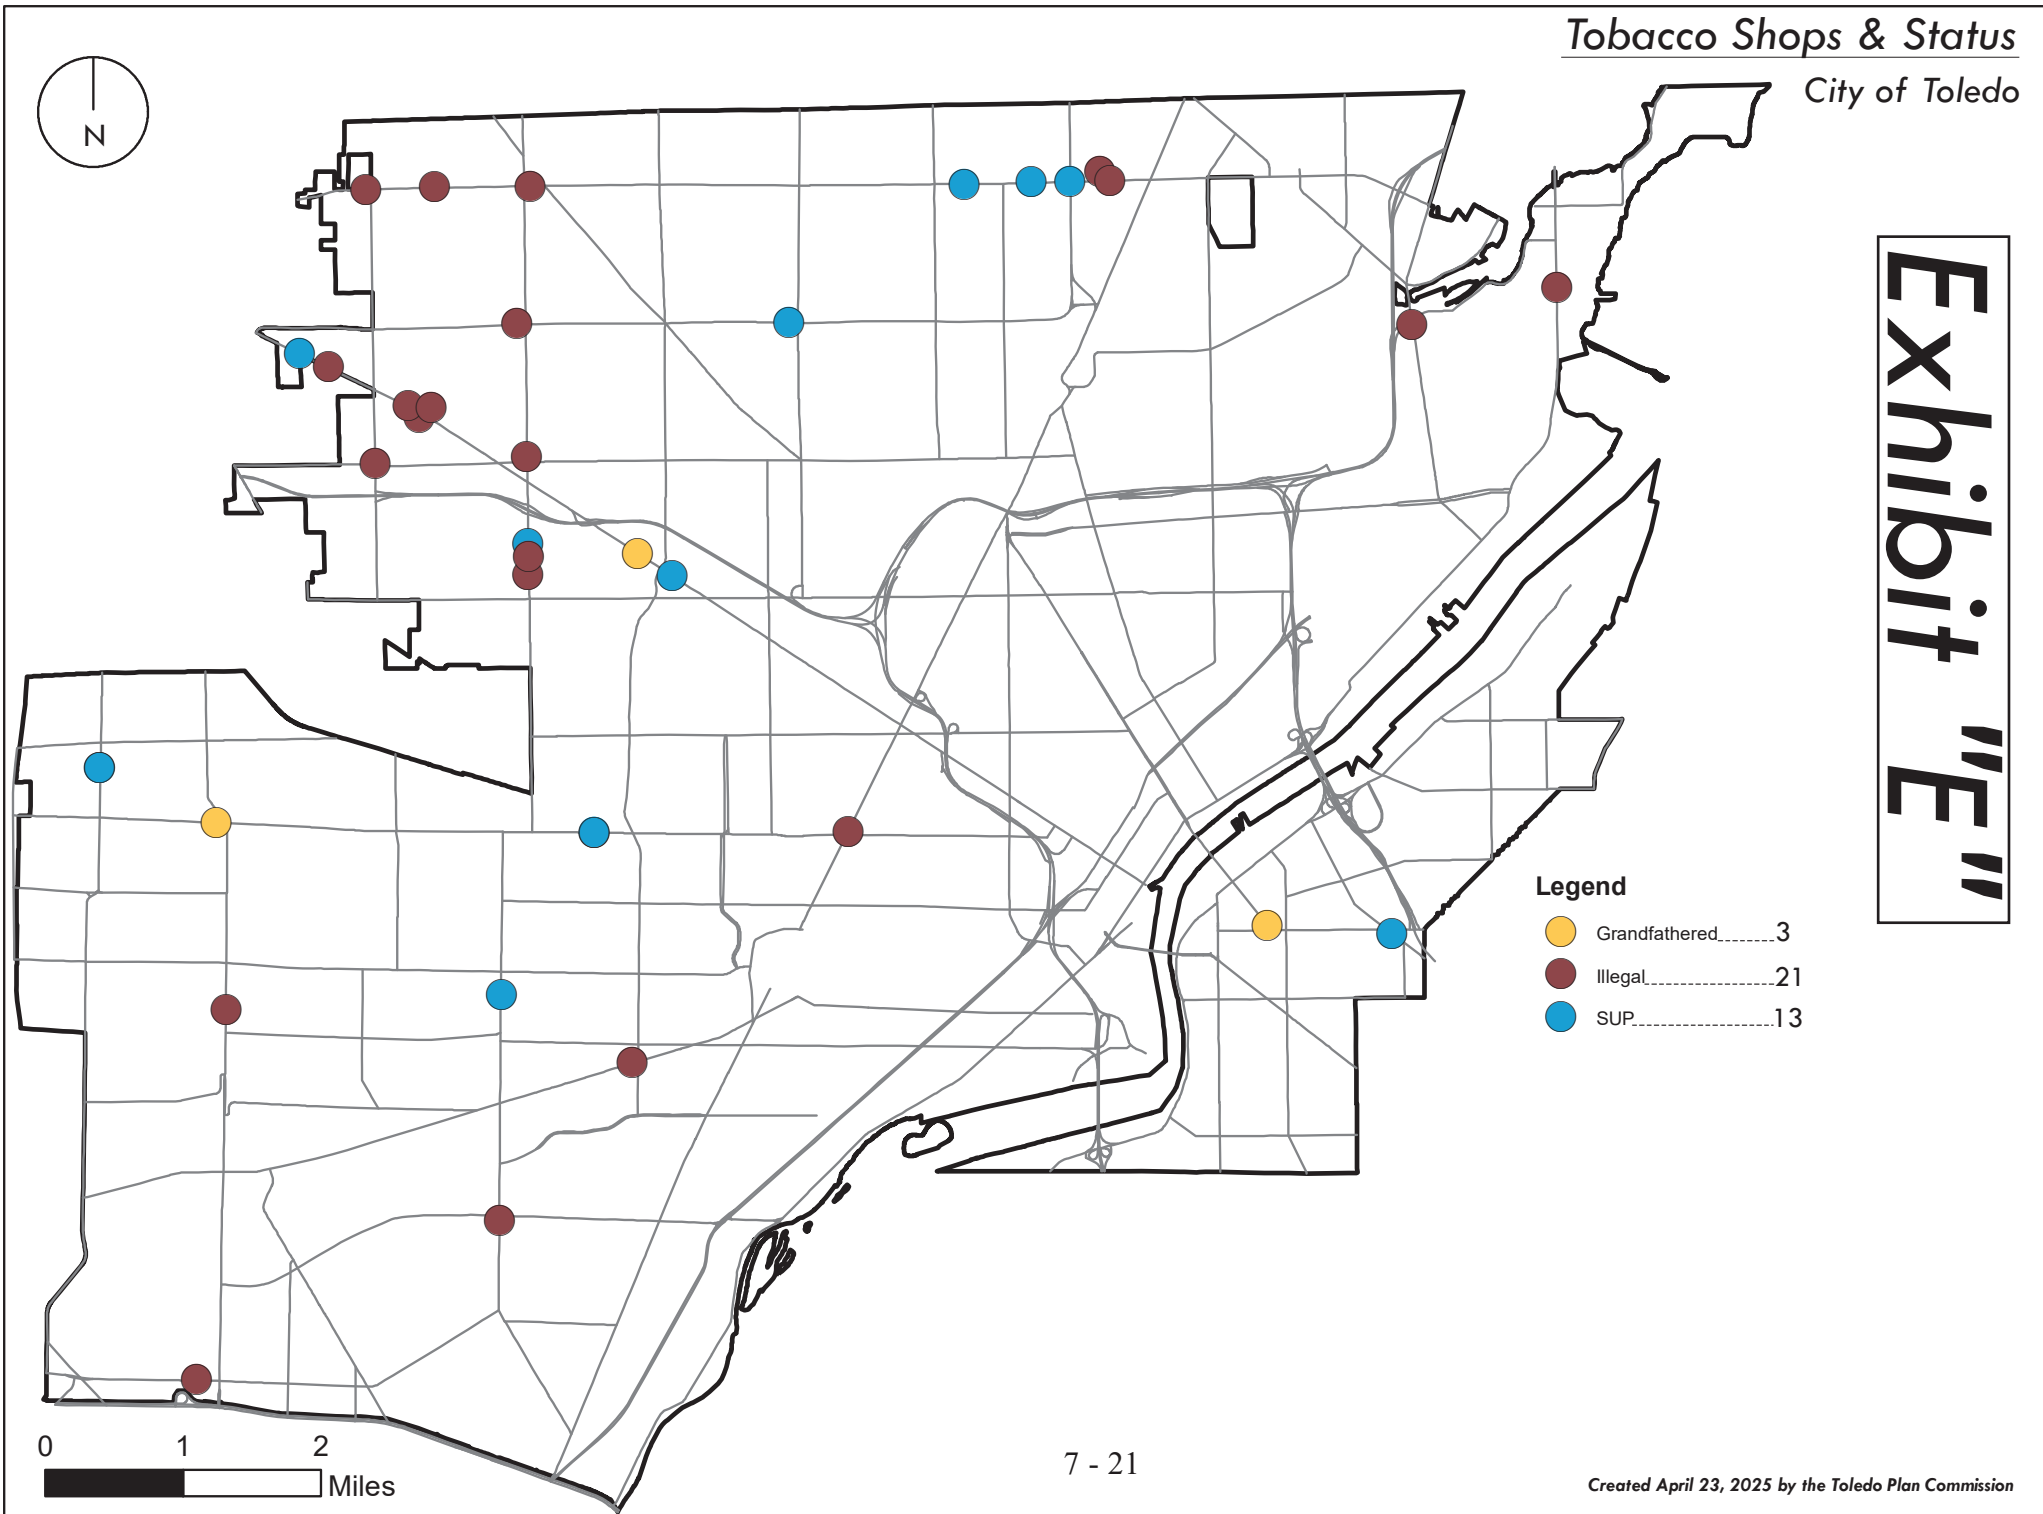 Tobacco Shops & Status
City of Toledo
N
Exhibit "E"
Legend
Grandfathered-------3
Illegal----------------21
SUP-----------------13
0 1 2
Miles
7 - 21
Created April 23, 2025 by the Toledo Plan Commission